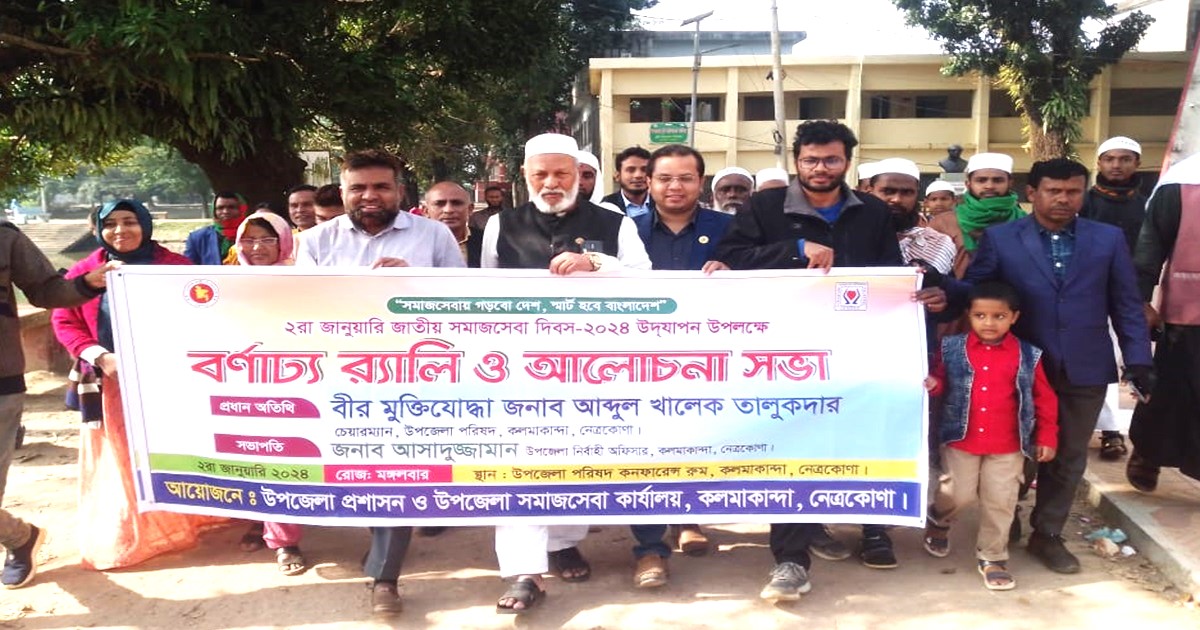 “সমাজসেবায় গড়বো দেশ, স্মার্ট হবে বাংলাদেশ”
২রা জানুয়ারি জাতীয় সমাজসেবা দিবস-২০২৪ উদ্‌যাপন উপলক্ষে
বর্ণাঢ্য র‍্যালি ও আলোচনা সভা
প্রধান অতিথি বীর মুক্তিযোদ্ধা জনাব আব্দুল খালেক তালুকদার
চেয়ারম্যান, উপজেলা পরিষদ, কলমাকান্দা, নেত্রকোণা।
সভাপতি জনাব আসাদুজ্জামান উপজেলা নির্বাহী অফিসার, কলমাকান্দা, নেত্রকোণা।
২রা জানুয়ারি ২০২৪ রোজ: মঙ্গলবার স্থান : উপজেলা পরিষদ কনফারেন্স রুম, কলমাকান্দা, নেত্রকোণা।
আয়োজনে : উপজেলা প্রশাসন ও উপজেলা সমাজসেবা কার্যালয়, কলমাকান্দা, নেত্রকোণা।